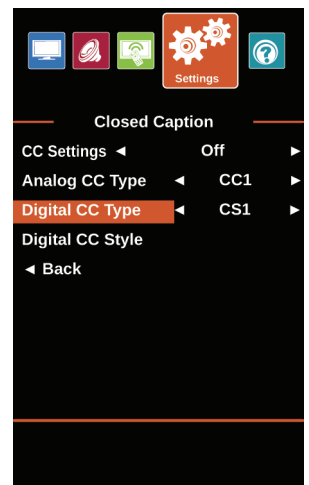 Settings
Closed Caption
CC Settings ◄ Off ►
Analog CC Type ◄ CC1 ►
Digital CC Type ◄ CS1 ►
Digital CC Style
◄ Back